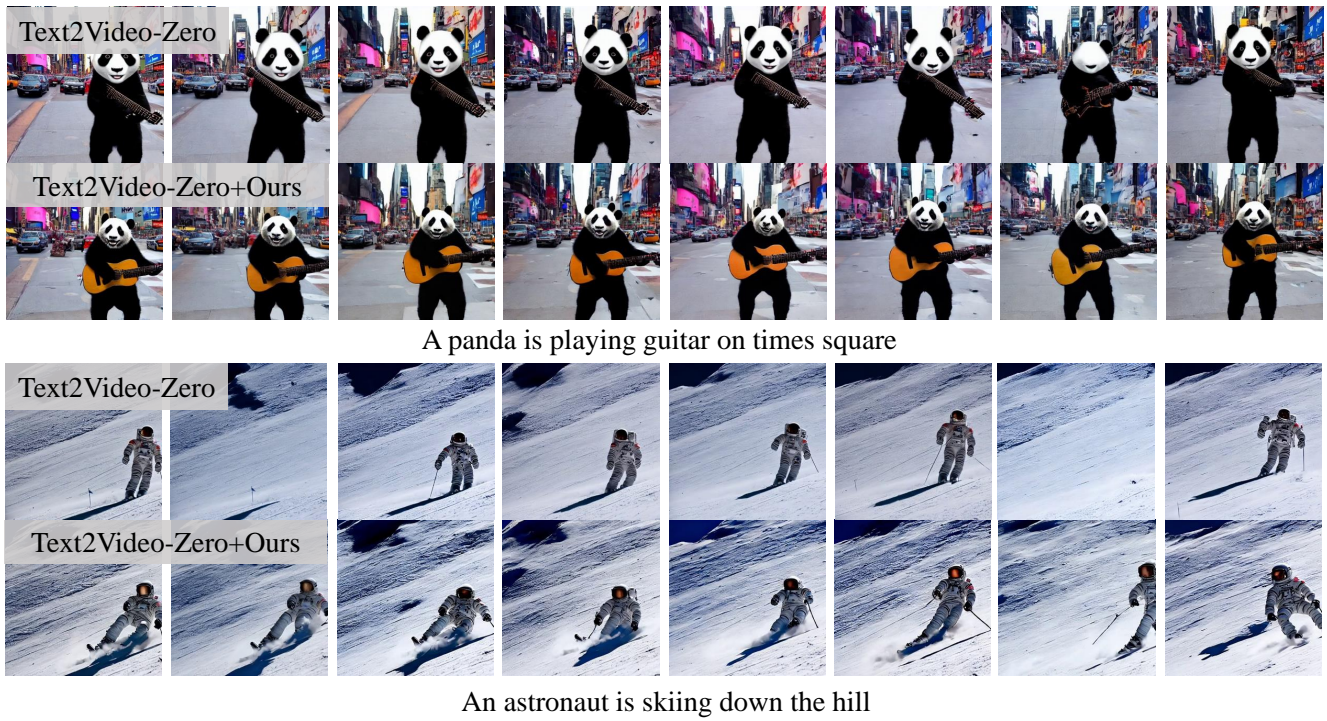 Text2Video-Zero
Text2Video-Zero+Ours
A panda is playing guitar on times square
Text2Video-Zero
Text2Video-Zero+Ours
An astronaut is skiing down the hill